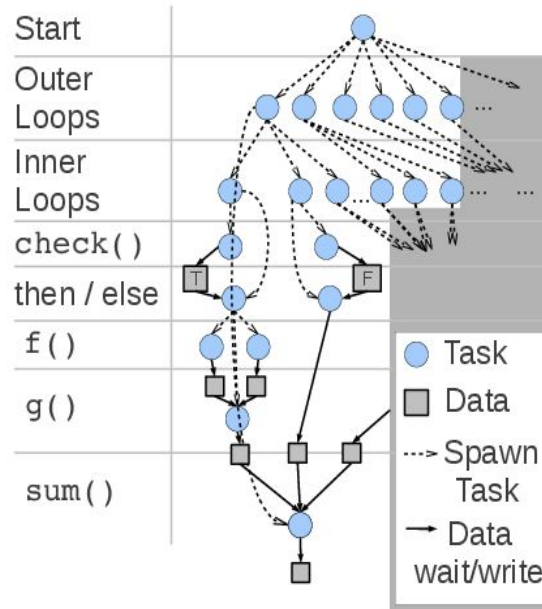 Start
Outer
Loops
...
Inner
Loops
... ... ...
check()
T F
then / else
f()
Task
g()
Data
Spawn
Task
sum()
Data
wait/write